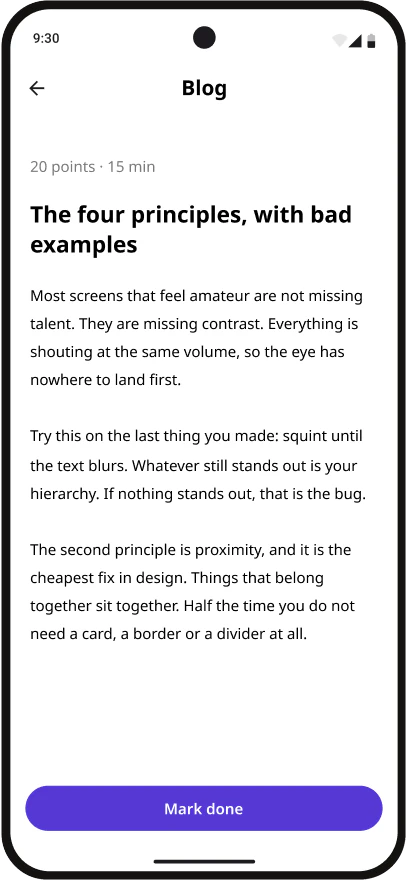 9:30
Blog
20 points · 15 min
The four principles, with bad
examples
Most screens that feel amateur are not missing
talent. They are missing contrast. Everything is
shouting at the same volume, so the eye has
nowhere to land first.
Try this on the last thing you made: squint until
the text blurs. Whatever still stands out is your
hierarchy. If nothing stands out, that is the bug.
The second principle is proximity, and it is the
cheapest fix in design. Things that belong
together sit together. Half the time you do not
need a card, a border or a divider at all.
Mark done